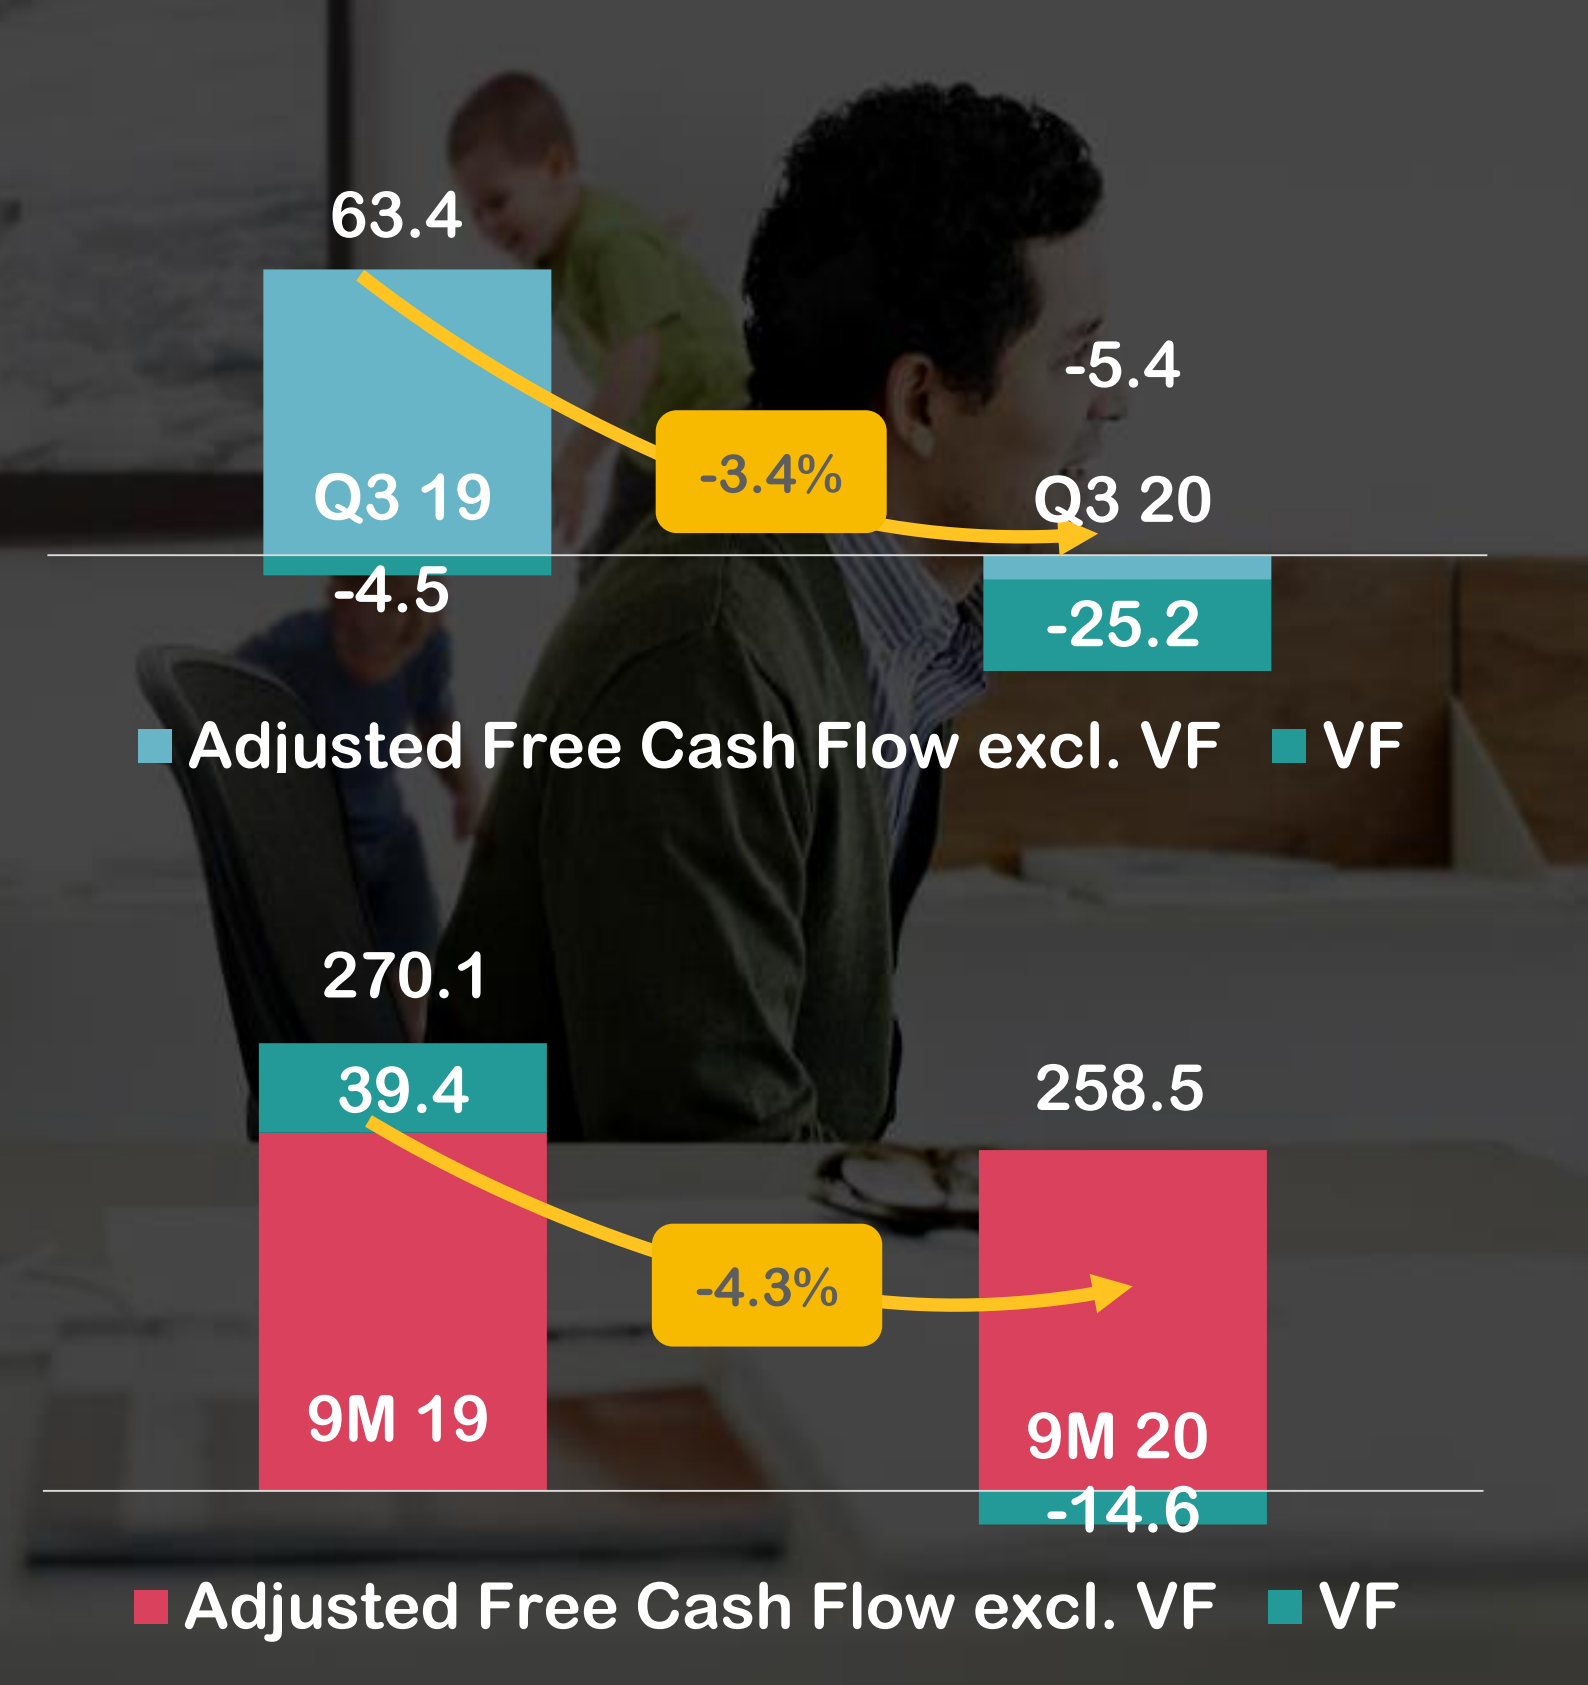 63.4
-5.4
-3.4%
Q3 19
Q3 20
-4.5
-25.2
Adjusted Free Cash Flow excl. VF VF
270.1
39.4
258.5
-4.3%
9M 19
9M 20
-14.6
Adjusted Free Cash Flow excl. VF VF